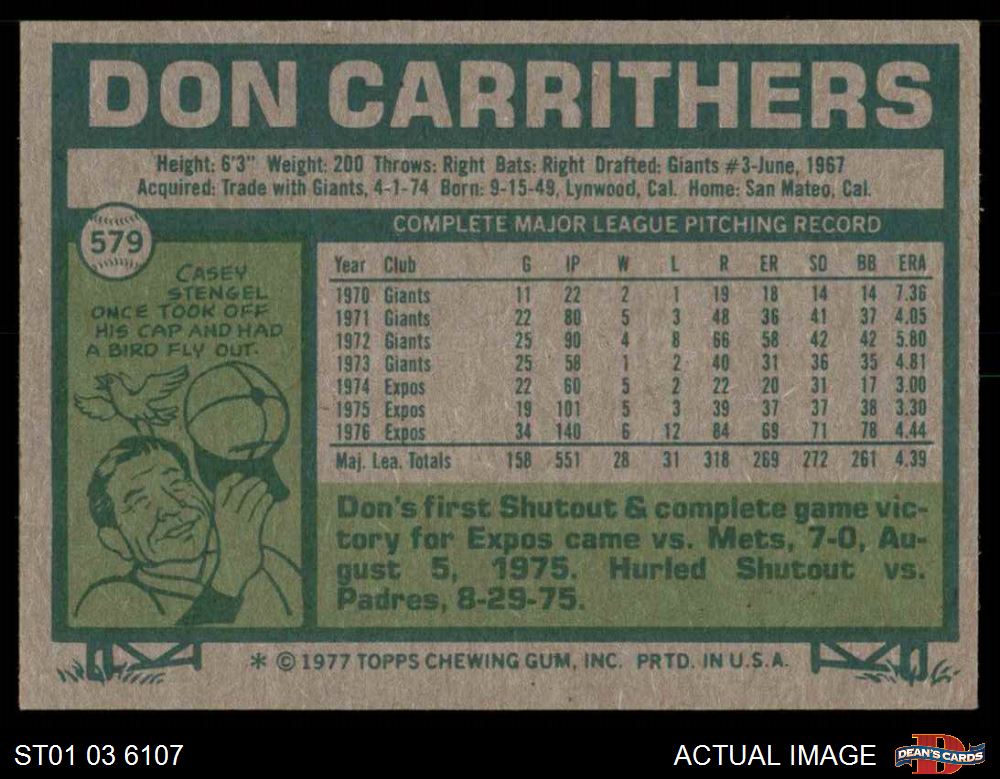 DON CARRITHERS
Height: 6'3" Weight: 200 Throws: Right Bats: Right Drafted: Giants #3-June, 1967
Acquired: Trade with Giants, 4-1-74 Born: 9-15-49, Lynwood, Cal. Home: San Mateo, Cal.
579
CASEY
STENGEL
ONCE TOOK OFF
HIS CAP AND HAD
A BIRD FLY OUT.
COMPLETE MAJOR LEAGUE PITCHING RECORD
Year Club G IP W L R ER SO BB ERA
1970 Giants 11 22 2 1 19 18 14 14 7.36
1971 Giants 22 80 5 3 48 36 41 37 4.05
1972 Giants 25 90 4 8 66 58 42 42 5.80
1973 Giants 25 58 1 2 40 31 36 35 4.81
1974 Expos 22 60 5 2 22 20 31 17 3.00
1975 Expos 19 101 5 3 39 37 37 38 3.30
1976 Expos 34 140 6 12 84 69 71 78 4.44
Maj. Lea. Totals 158 551 28 31 318 269 272 261 4.39
Don's first Shutout & complete game vic-
tory for Expos came vs. Mets, 7-0, Au-
gust 5, 1975. Hurled Shutout vs.
Padres, 8-29-75.
* © 1977 TOPPS CHEWING GUM, INC. PRTD. IN U.S.A.
ST01 03 6107
ACTUAL IMAGE
D
DEAN'S CARDS